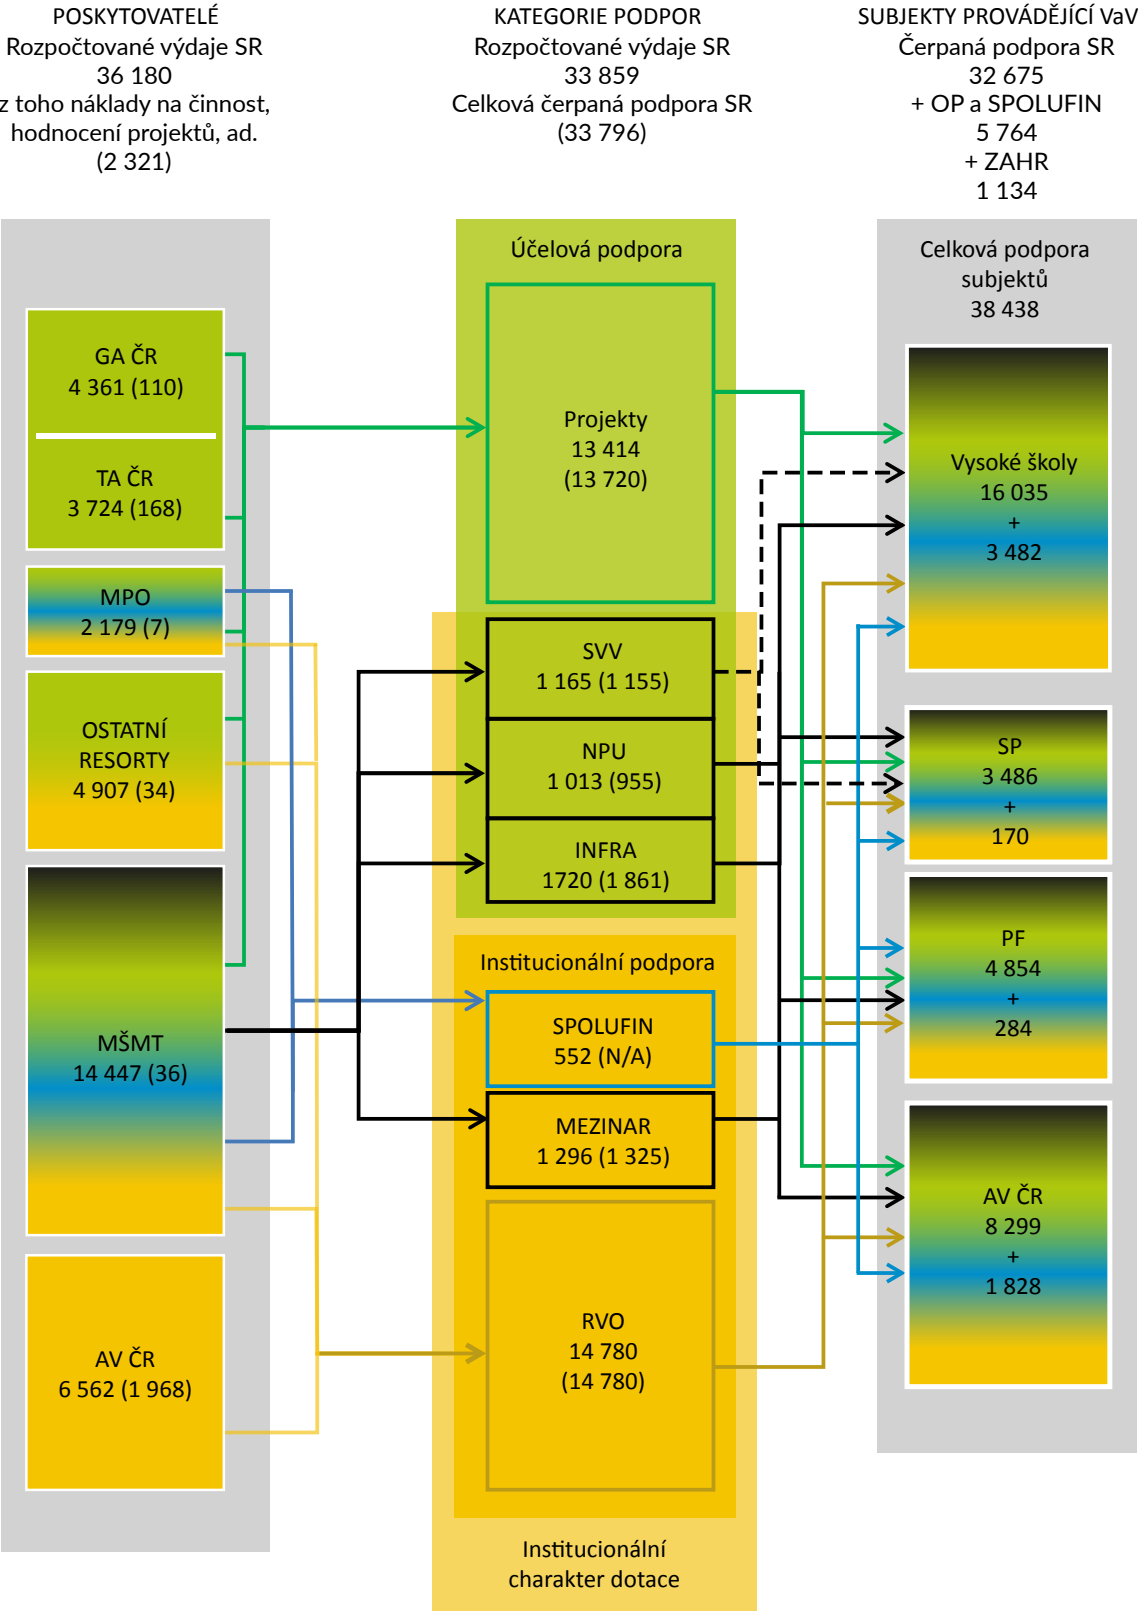 POSKYTOVATELÉ
Rozpočtované výdaje SR
36 180
z toho náklady na činnost,
hodnocení projektů, ad.
(2 321)
KATEGORIE PODPOR
Rozpočtované výdaje SR
33 859
Celková čerpaná podpora SR
(33 796)
SUBJEKTY PROVÁDĚJÍCÍ VaV
Čerpaná podpora SR
32 675
+ OP a SPOLUFIN
5 764
+ ZAHR
1 134
GA ČR
4 361 (110)
TA ČR
3 724 (168)
MPO
2 179 (7)
OSTATNÍ
RESORTY
4 907 (34)
MŠMT
14 447 (36)
AV ČR
6 562 (1 968)
Účelová podpora
Projekty
13 414
(13 720)
SVV
1 165 (1 155)
NPU
1 013 (955)
INFRA
1720 (1 861)
Institucionální podpora
SPOLUFIN
552 (N/A)
MEZINAR
1 296 (1 325)
RVO
14 780
(14 780)
Institucionální
charakter dotace
Celková podpora
subjektů
38 438
Vysoké školy
16 035
+
3 482
SP
3 486
+
170
PF
4 854
+
284
AV ČR
8 299
+
1 828